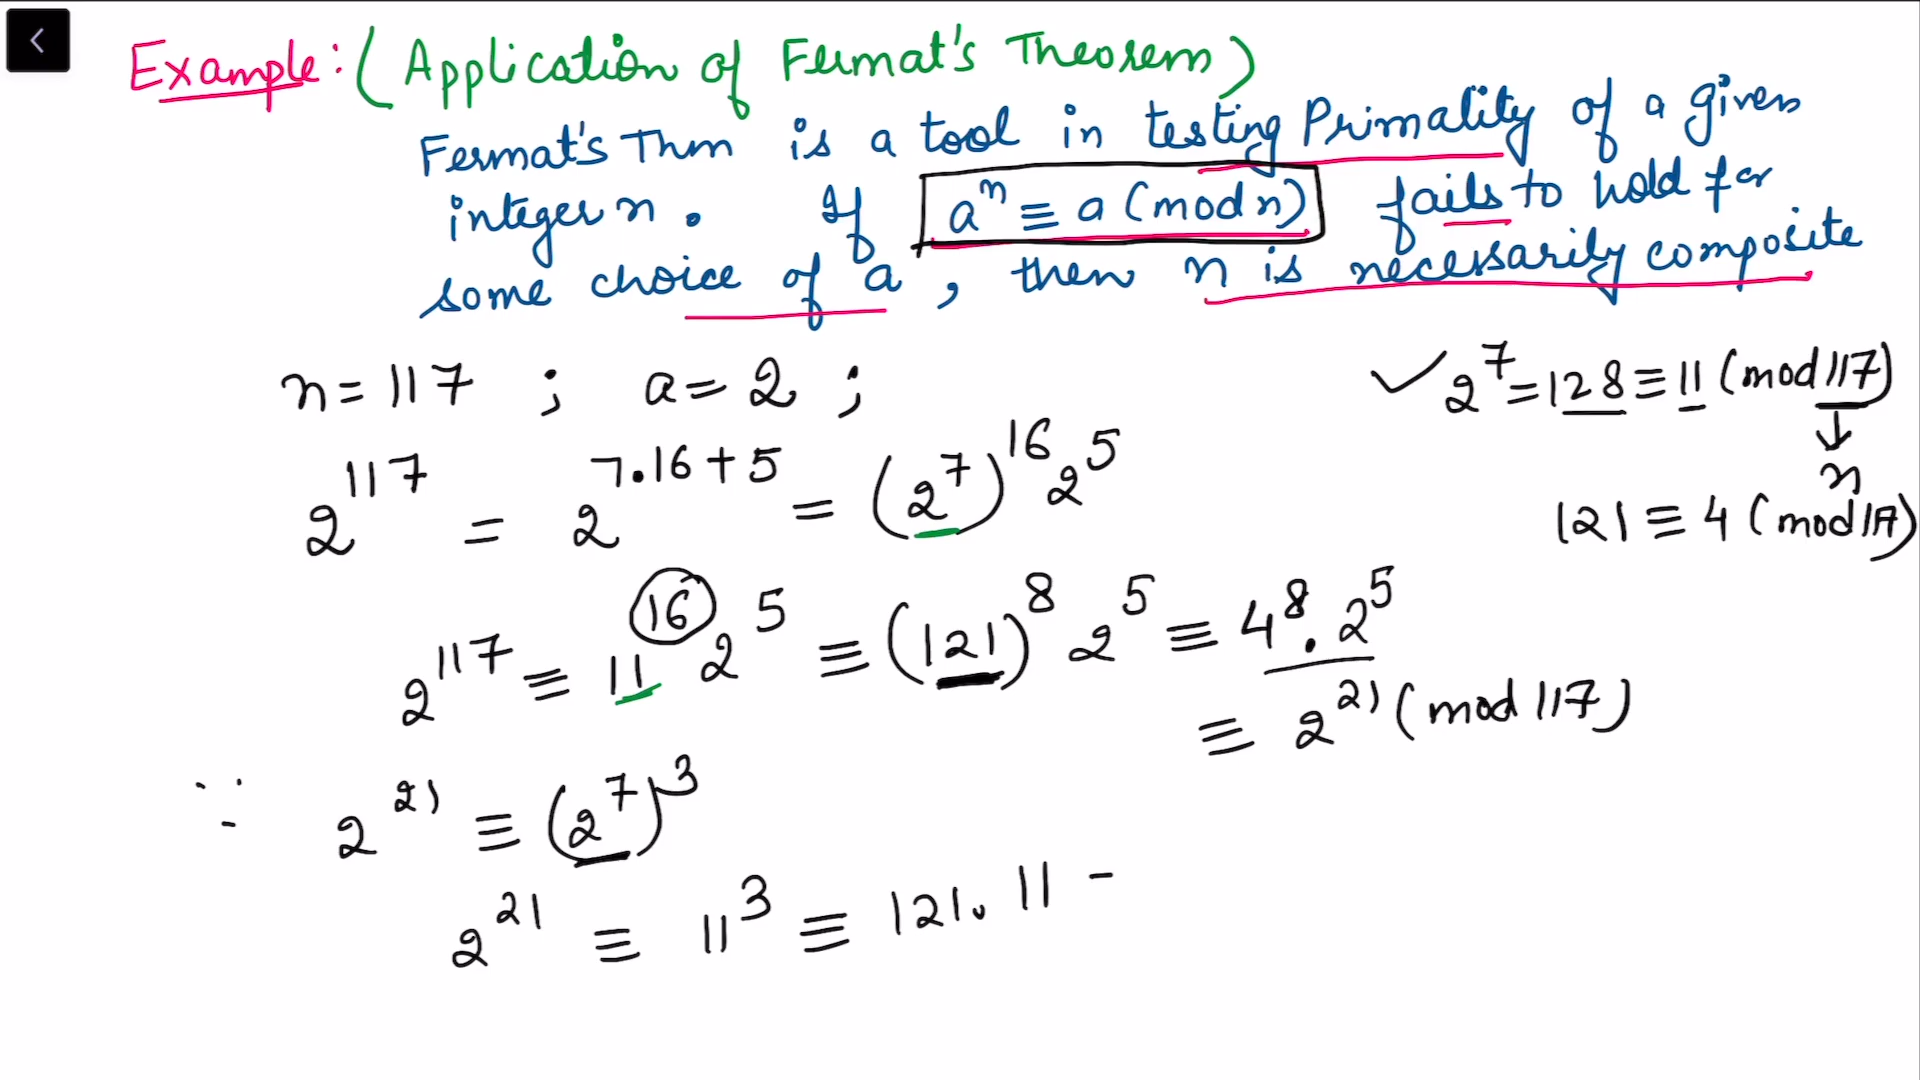 Example: (Application of Fermat's Theorem)
Fermat's Thm is a tool in testing Primality of a given
integer n. If a^n ≡ a (mod n) fails to hold for
some choice of a, then n is necessarily composite
n = 117 ; a = 2 ;
✓ 2^7 = 128 ≡ 11 (mod 117)
↓
n
2^117 = 2^7.16+5 = (2^7)^16 2^5
121 ≡ 4 (mod 117)
2^117 ≡ 11^16 2^5 ≡ (121)^8 2^5 ≡ 4^8 . 2^5
≡ 2^21 (mod 117)
∵ 2^21 ≡ (2^7)^3
2^21 ≡ 11^3 ≡ 121. 11 -